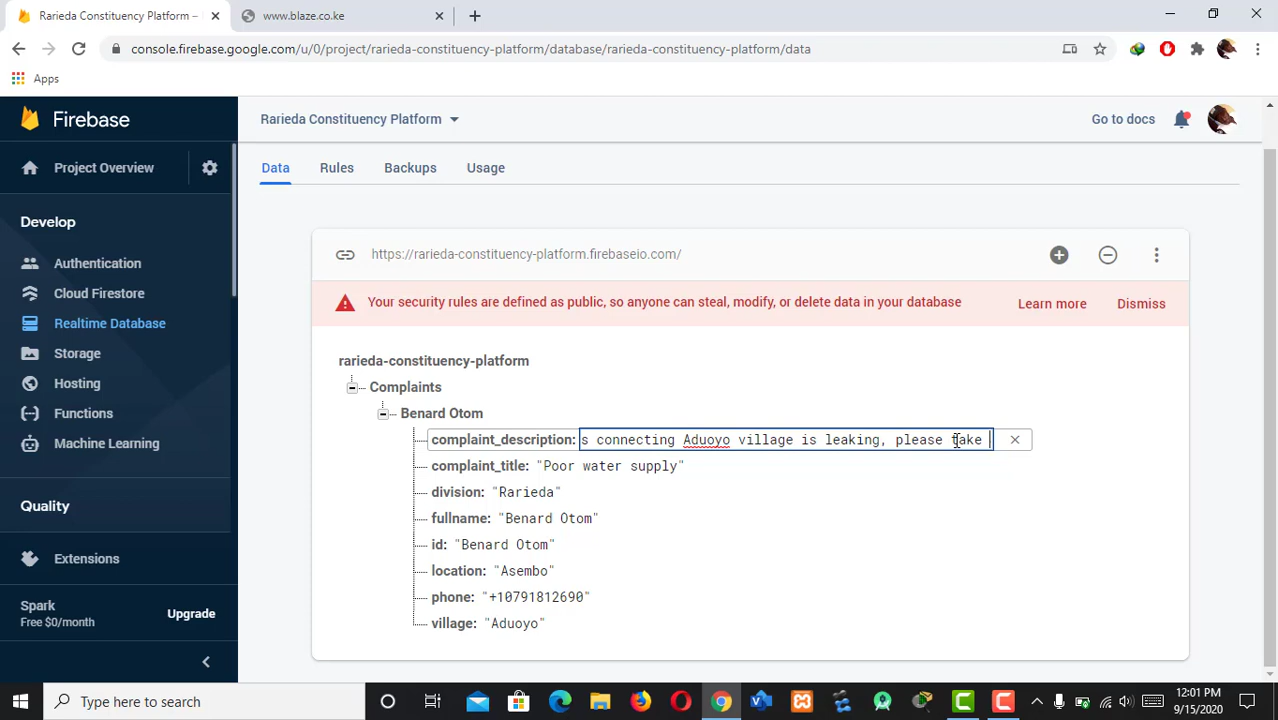 Rarieda Constituency Platform –
www.blaze.co.ke
console.firebase.google.com/u/0/project/rarieda-constituency-platform/database/rarieda-constituency-platform/data
Apps
Firebase
Rarieda Constituency Platform
Go to docs
Project Overview
Data Rules Backups Usage
Develop
Authentication
Cloud Firestore
Realtime Database
Storage
Hosting
Functions
Machine Learning
Quality
Extensions
Spark
Free $0/month
Upgrade
https://rarieda-constituency-platform.firebaseio.com/
Your security rules are defined as public, so anyone can steal, modify, or delete data in your database
Learn more Dismiss
rarieda-constituency-platform
Complaints
Benard Otom
complaint_description: s connecting Aduoyo village is leaking, please take
complaint_title: "Poor water supply"
division: "Rarieda"
fullname: "Benard Otom"
id: "Benard Otom"
location: "Asembo"
phone: "+10791812690"
village: "Aduoyo"
Type here to search
12:01 PM
9/15/2020